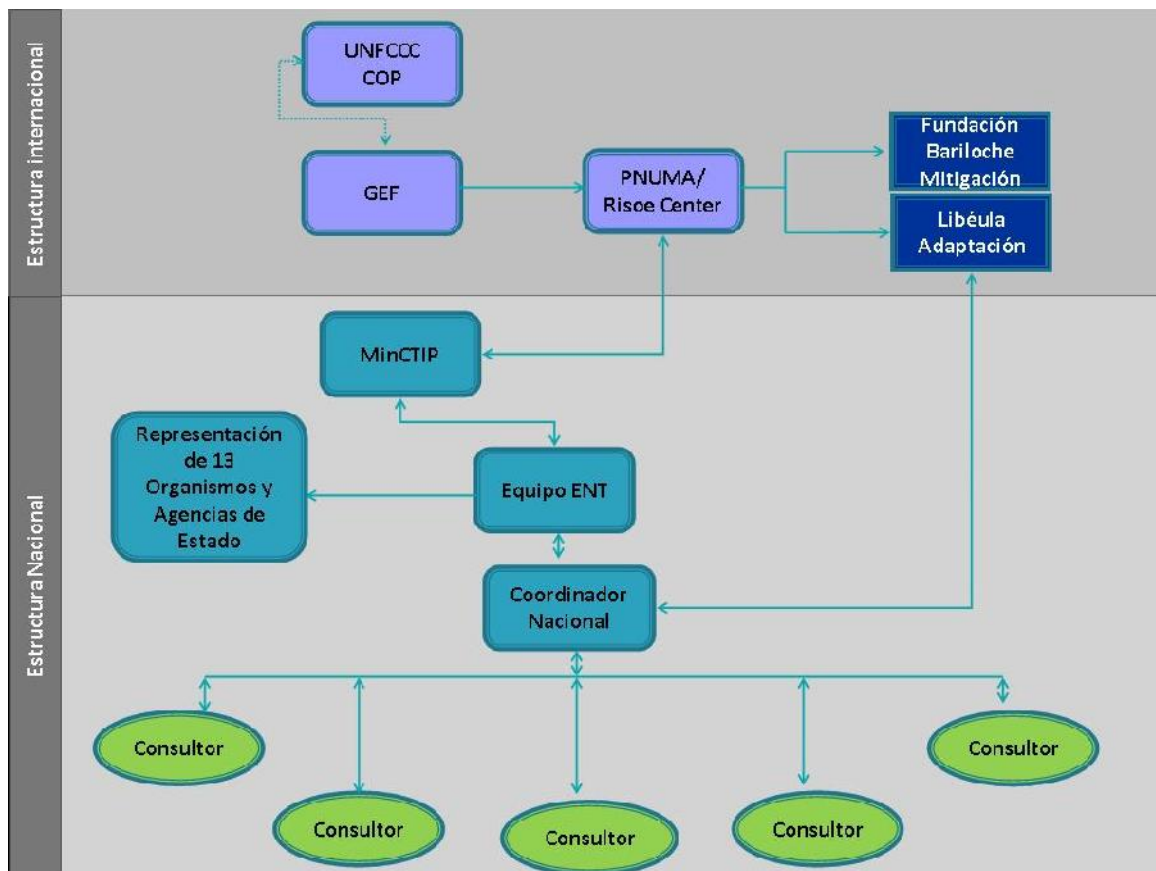 Estructura internacional
UNFCCC
COP
GEF
PNUMA/
Risoe Center
Fundación
Bariloche
Mitigación
Libéula
Adaptación
Estructura Nacional
MinCTIP
Representación
de 13
Organismos y
Agencias de
Estado
Equipo ENT
Coordinador
Nacional
Consultor
Consultor
Consultor
Consultor
Consultor